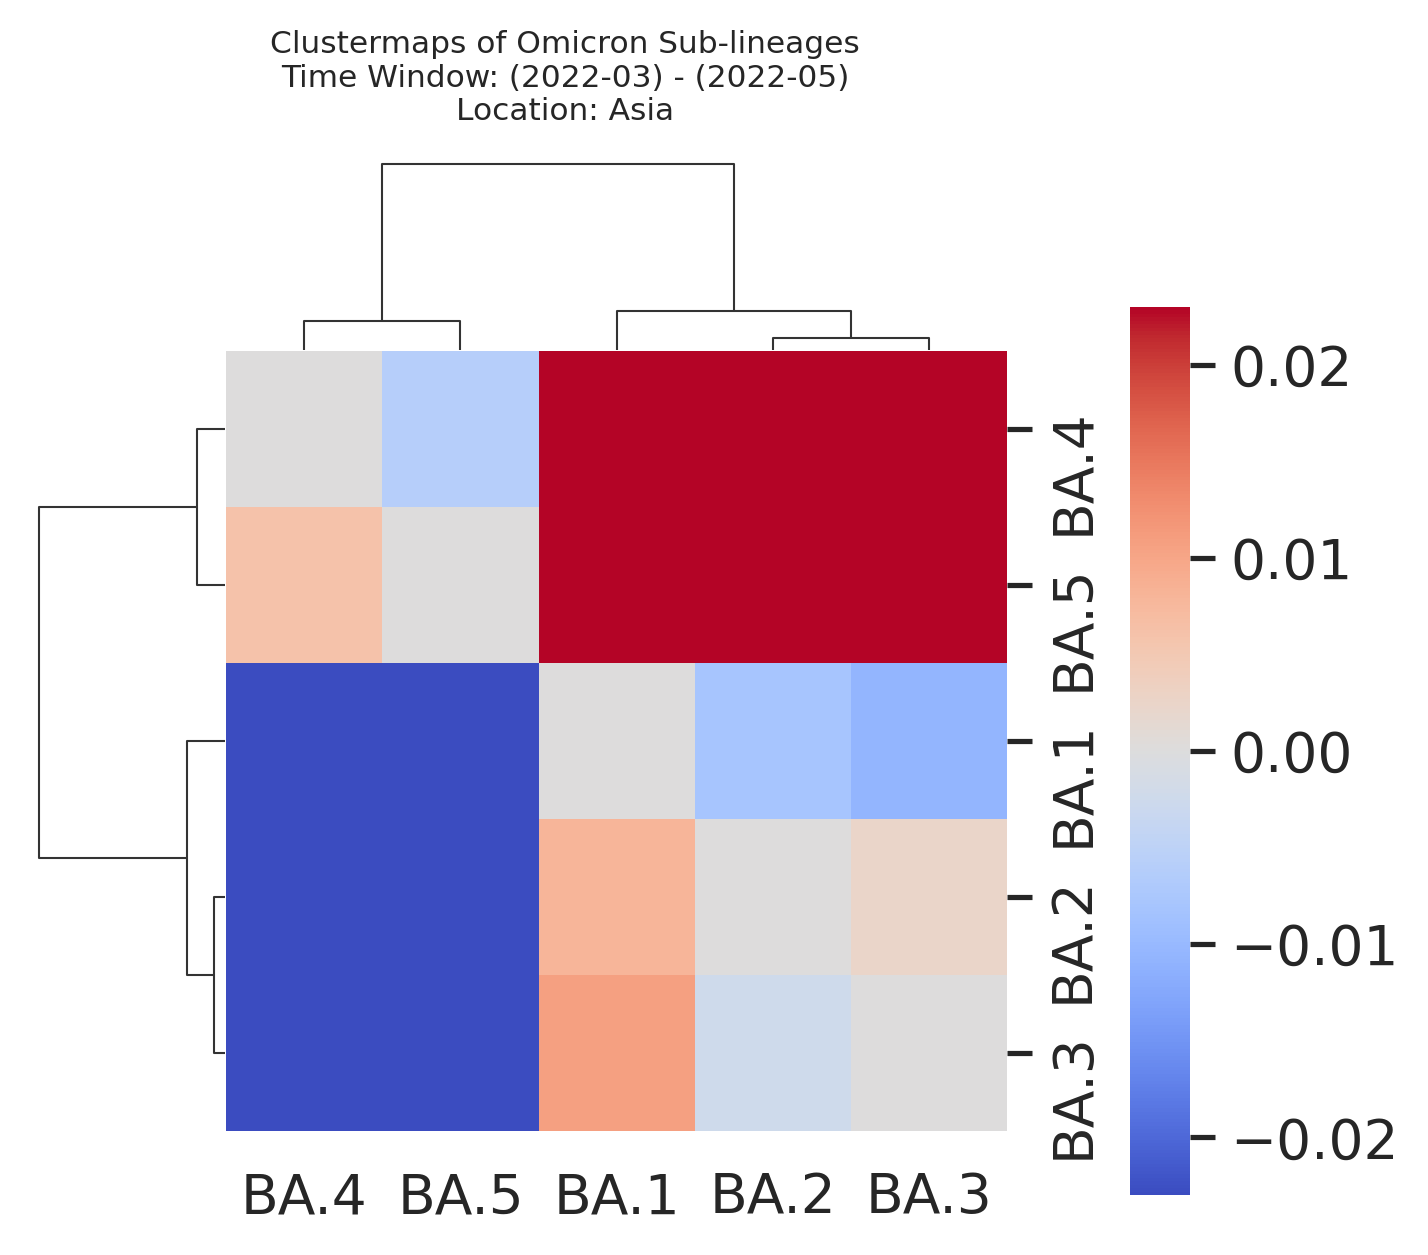 Clustermaps of Omicron Sub-lineages
Time Window: (2022-03) - (2022-05)
Location: Asia
BA.4
BA.5
BA.1
BA.2
BA.3
0.02
0.01
0.00
−0.01
−0.02
BA.4 BA.5 BA.1 BA.2 BA.3